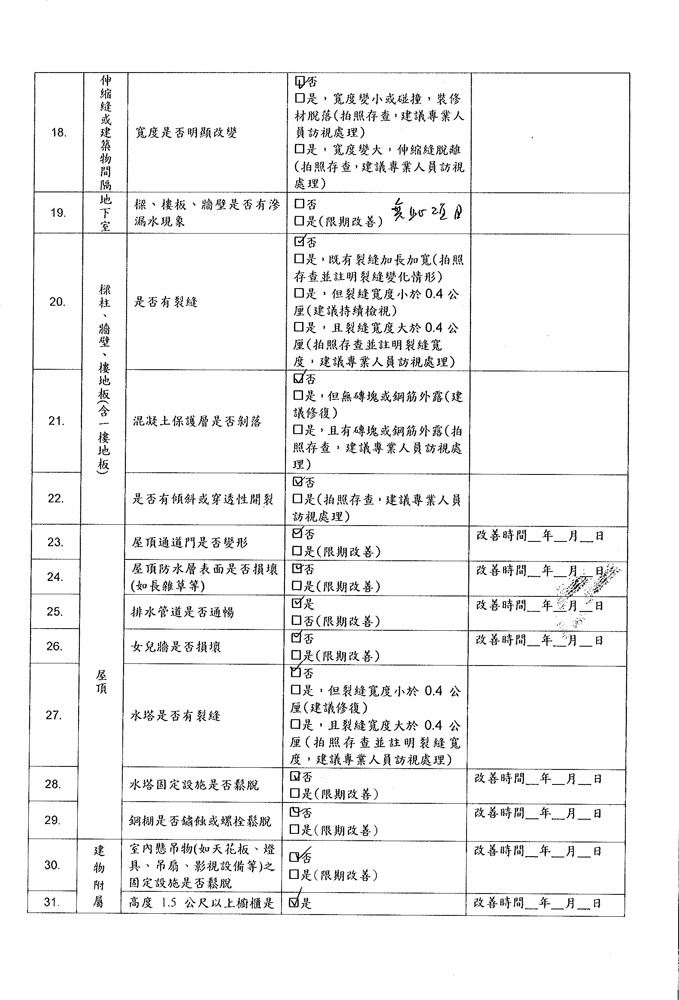 18.
伸縮縫或建築物間隔
寬度是否明顯改變
☑否
□是，寬度變小或碰撞，裝修
材脫落(拍照存查，建議專業人
員訪視處理)
□是，寬度變大，伸縮縫脫離
(拍照存查，建議專業人員訪視
處理)
19.
地下室
樑、樓板、牆壁是否有滲
漏水現象
□否
□是(限期改善)
無此項目
20.
樑柱、牆壁、樓地板(含一樓地板)
是否有裂縫
☑否
□是，既有裂縫加長加寬(拍照
存查並註明裂縫變化情形)
□是，但裂縫寬度小於 0.4 公
厘(建議持續檢視)
□是，且裂縫寬度大於 0.4 公
厘(拍照存查並註明裂縫寬
度，建議專業人員訪視處理)
21.
混凝土保護層是否剝落
☑否
□是，但無磚塊或鋼筋外露(建
議修復)
□是，且有磚塊或鋼筋外露(拍
照存查，建議專業人員訪視處
理)
22.
是否有傾斜或穿透性開裂
☑否
□是(拍照存查，建議專業人員
訪視處理)
23.
屋頂
屋頂通道門是否變形
☑否
□是(限期改善)
改善時間__年__月__日
24.
屋頂防水層表面是否損壞
(如長雜草等)
☑否
□是(限期改善)
改善時間__年__月__日
25.
排水管道是否通暢
☑是
□否(限期改善)
改善時間__年__月__日
26.
女兒牆是否損壞
☑否
□是(限期改善)
改善時間__年__月__日
27.
水塔是否有裂縫
☑否
□是，但裂縫寬度小於 0.4 公
厘(建議修復)
□是，且裂縫寬度大於 0.4 公
厘(拍照存查並註明裂縫寬
度，建議專業人員訪視處理)
28.
水塔固定設施是否鬆脫
☑否
□是(限期改善)
改善時間__年__月__日
29.
鋼棚是否鏽蝕或螺栓鬆脫
☑否
□是(限期改善)
改善時間__年__月__日
30.
建物附屬
室內懸吊物(如天花板、燈
具、吊扇、影視設備等)之
固定設施是否鬆脫
☑否
□是(限期改善)
改善時間__年__月__日
31.
高度 1.5 公尺以上櫥櫃是
☑是
改善時間__年__月__日